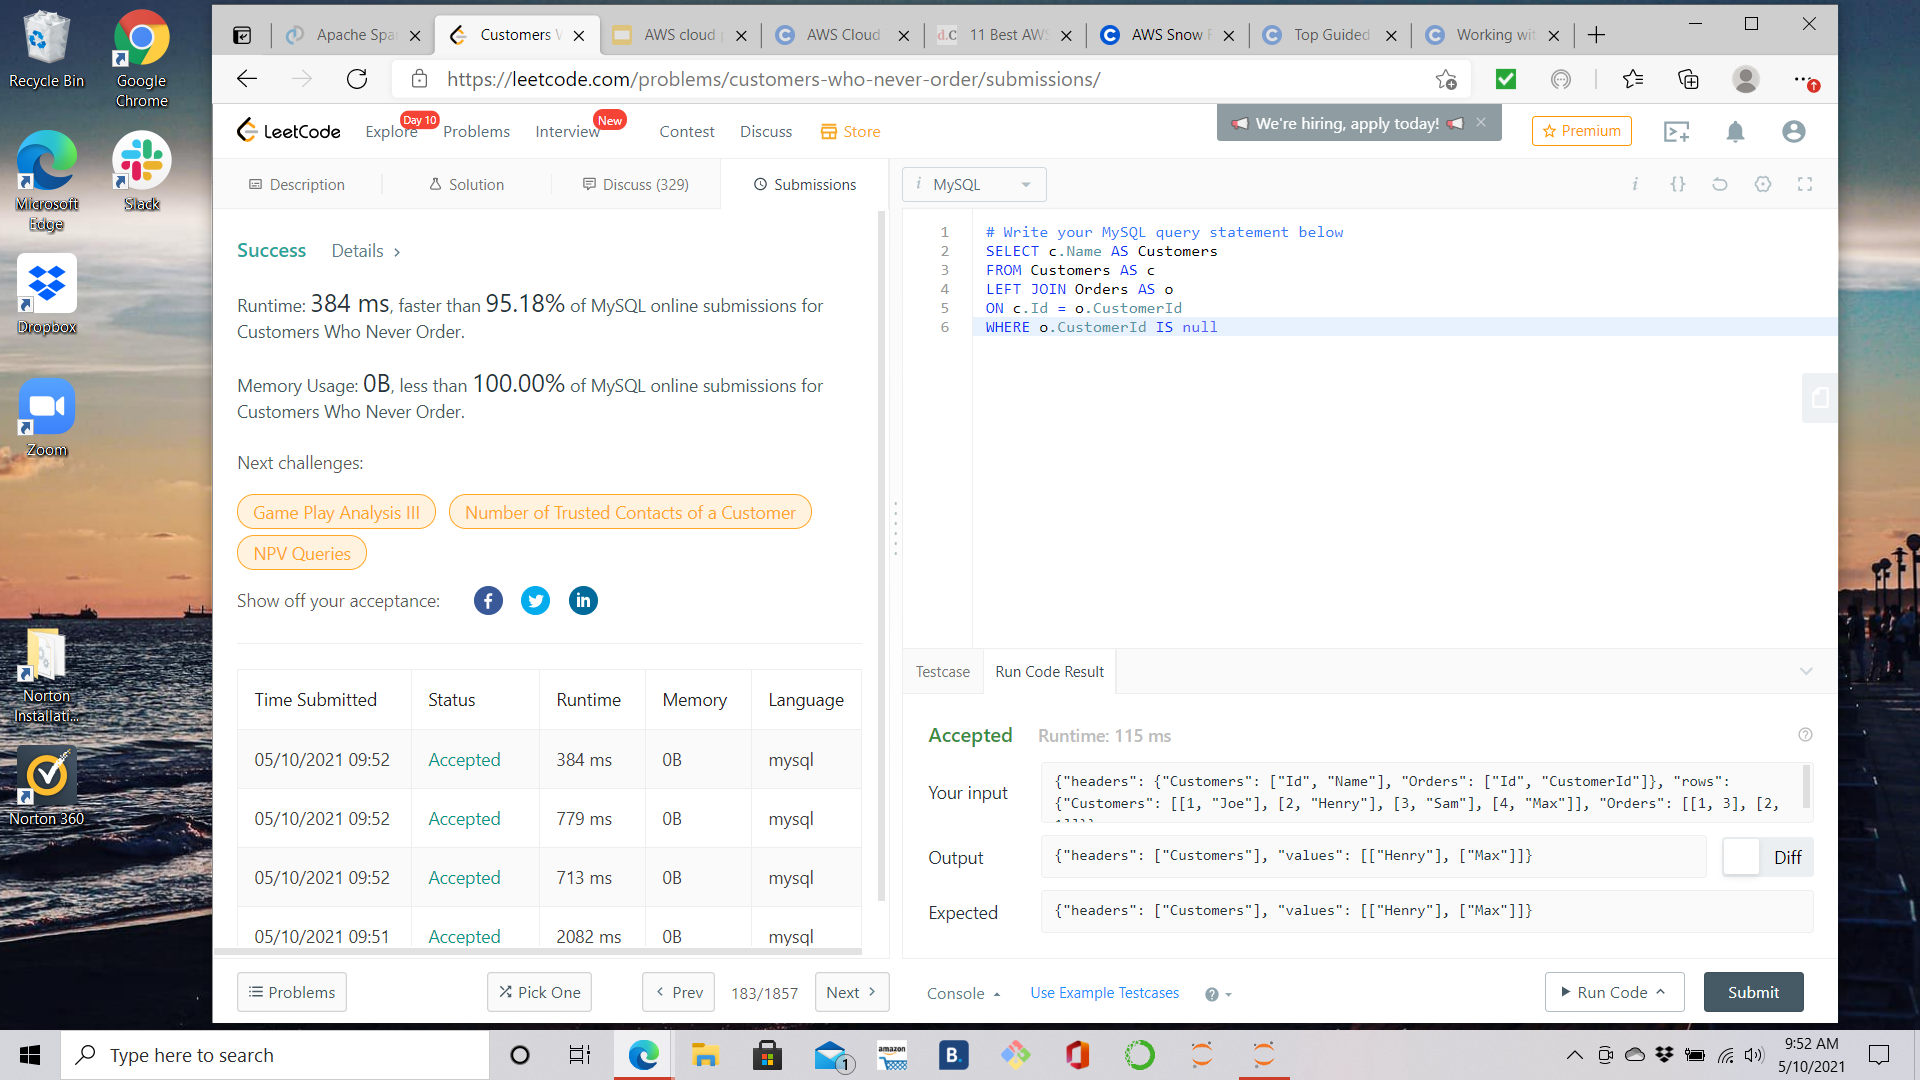 Recycle Bin
Google
Chrome
Microsoft
Edge
Slack
Dropbox
Zoom
Norton
Installati...
Norton 360
Apache Spa
Customers W
AWS cloud
AWS Cloud
d.C 11 Best AWS
AWS Snow F
Top Guided
Working wit
https://leetcode.com/problems/customers-who-never-order/submissions/
LeetCode
Explore
Day 10
Problems
Interview
New
Contest
Discuss
Store
We're hiring, apply today!
Premium
Description
Solution
Discuss (329)
Submissions
i MySQL
Success Details
Runtime: 384 ms, faster than 95.18% of MySQL online submissions for
Customers Who Never Order.
Memory Usage: 0B, less than 100.00% of MySQL online submissions for
Customers Who Never Order.
Next challenges:
Game Play Analysis III
Number of Trusted Contacts of a Customer
NPV Queries
Show off your acceptance:
Time Submitted Status Runtime Memory Language
05/10/2021 09:52 Accepted 384 ms 0B mysql
05/10/2021 09:52 Accepted 779 ms 0B mysql
05/10/2021 09:52 Accepted 713 ms 0B mysql
05/10/2021 09:51 Accepted 2082 ms 0B mysql
Problems
Pick One
Prev
183/1857
Next
1 # Write your MySQL query statement below
2 SELECT c.Name AS Customers
3 FROM Customers AS c
4 LEFT JOIN Orders AS o
5 ON c.Id = o.CustomerId
6 WHERE o.CustomerId IS null
Testcase
Run Code Result
Accepted Runtime: 115 ms
Your input
{"headers": {"Customers": ["Id", "Name"], "Orders": ["Id", "CustomerId"]}, "rows":
{"Customers": [[1, "Joe"], [2, "Henry"], [3, "Sam"], [4, "Max"]], "Orders": [[1, 3], [2,
Output
{"headers": ["Customers"], "values": [["Henry"], ["Max"]]}
Diff
Expected
{"headers": ["Customers"], "values": [["Henry"], ["Max"]]}
Console
Use Example Testcases
Run Code
Submit
Type here to search
1
amazon
B.
9:52 AM
5/10/2021